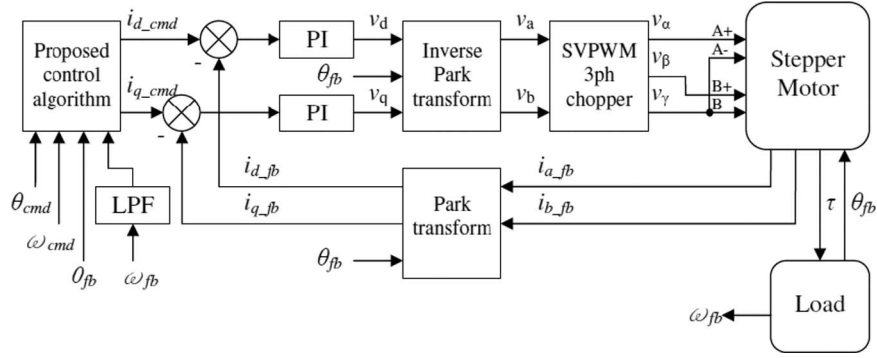 i_d_cmd
v_d
v_a
v_α
A+
A-
Proposed
control
algorithm
-
PI
θ_fb
Inverse
Park
transform
SVPWM
3ph
chopper
v_β
Stepper
Motor
i_q_cmd
v_q
v_b
v_γ
B+
B
-
PI
i_d_fb
i_a_fb
θ_cmd
LPF
i_q_fb
Park
transform
i_b_fb
τ
θ_fb
ω_cmd
θ_fb
θ_fb
ω_fb
Load
ω_fb